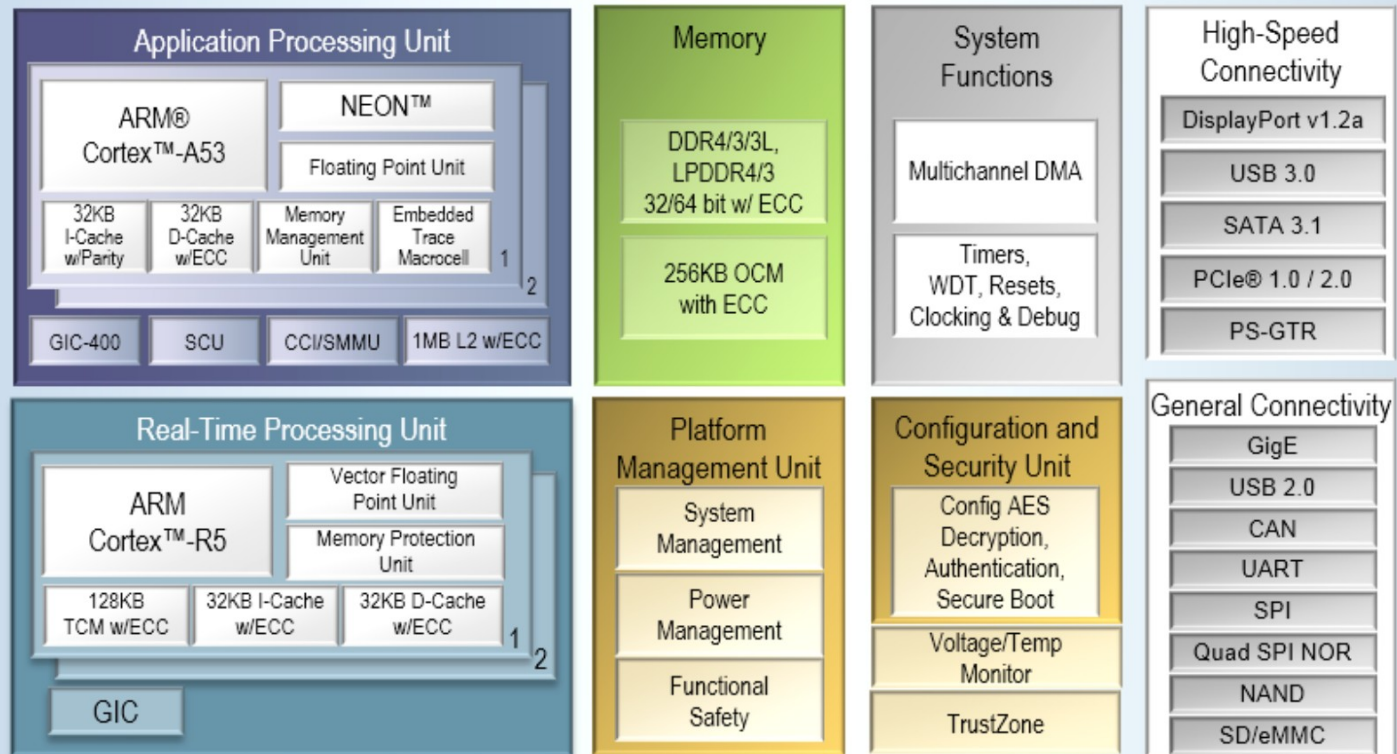 Application Processing Unit
ARM®
Cortex™-A53
NEON™
Floating Point Unit
32KB
I-Cache
w/Parity
32KB
D-Cache
w/ECC
Memory
Management
Unit
Embedded
Trace
Macrocell
1
2
GIC-400
SCU
CCI/SMMU
1MB L2 w/ECC
Memory
DDR4/3/3L,
LPDDR4/3
32/64 bit w/ ECC
256KB OCM
with ECC
System
Functions
Multichannel DMA
Timers,
WDT, Resets,
Clocking & Debug
High-Speed
Connectivity
DisplayPort v1.2a
USB 3.0
SATA 3.1
PCIe® 1.0 / 2.0
PS-GTR
Real-Time Processing Unit
ARM
Cortex™-R5
Vector Floating
Point Unit
Memory Protection
Unit
128KB
TCM w/ECC
32KB I-Cache
w/ECC
32KB D-Cache
w/ECC
1
2
GIC
Platform
Management Unit
System
Management
Power
Management
Functional
Safety
Configuration and
Security Unit
Config AES
Decryption,
Authentication,
Secure Boot
Voltage/Temp
Monitor
TrustZone
General Connectivity
GigE
USB 2.0
CAN
UART
SPI
Quad SPI NOR
NAND
SD/eMMC